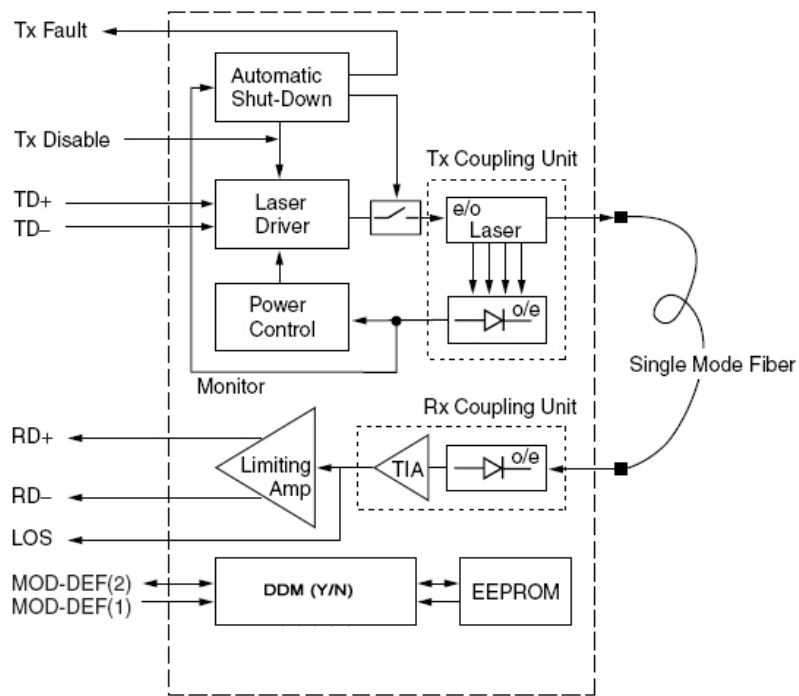 Tx Fault
Automatic
Shut-Down
Tx Disable
Tx Coupling Unit
TD+
TD–
Laser
Driver
e/o
Laser
Power
Control
o/e
Single Mode Fiber
Monitor
Rx Coupling Unit
RD+
RD–
Limiting
Amp
TIA
o/e
LOS
MOD-DEF(2)
MOD-DEF(1)
DDM (Y/N)
EEPROM